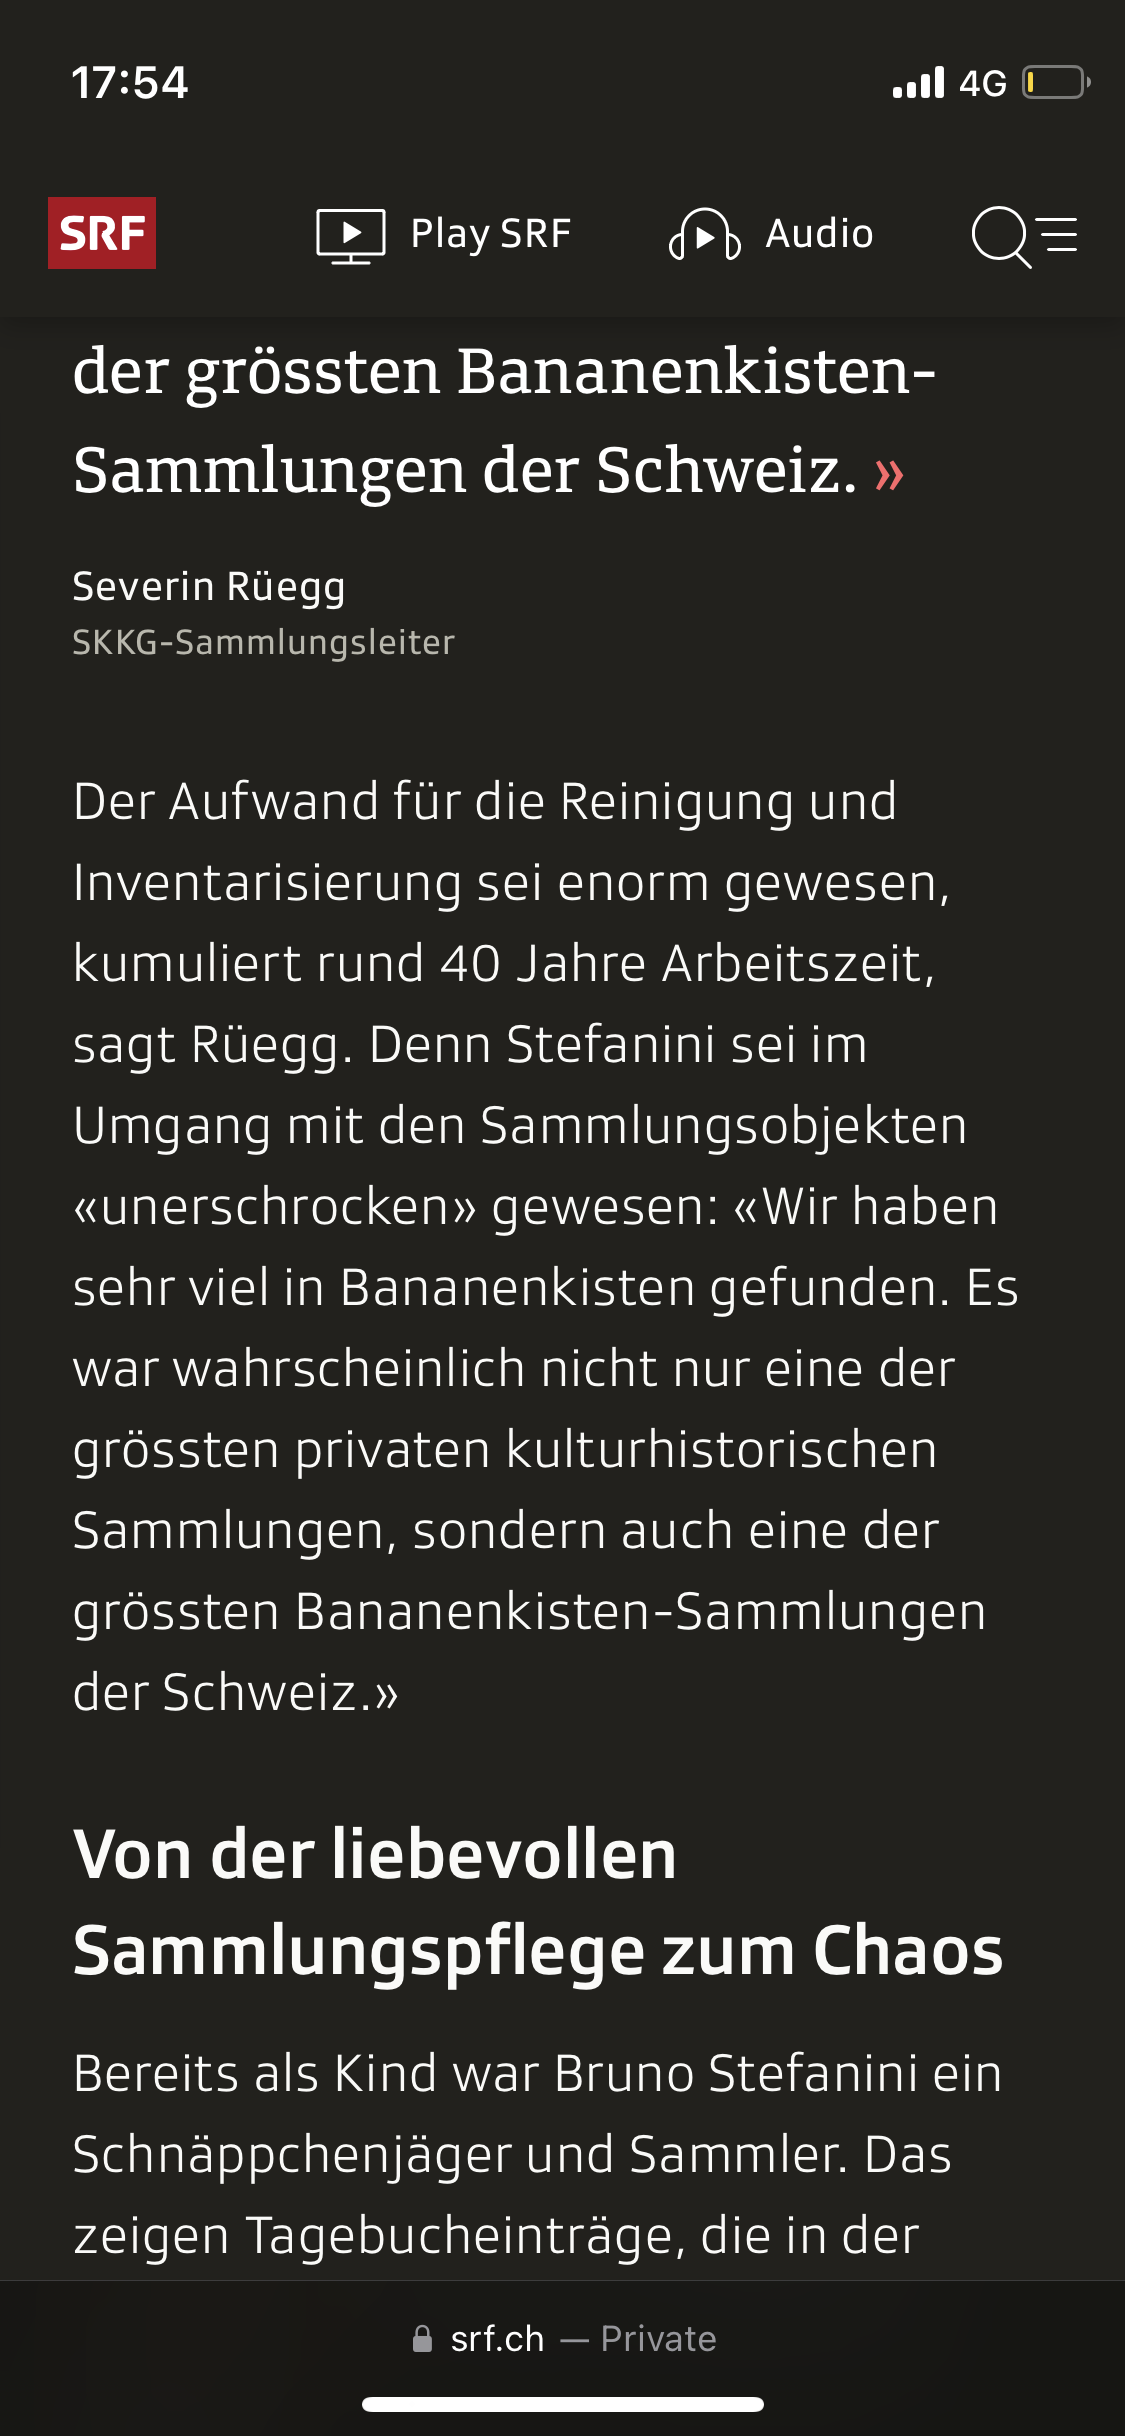 17:54
4G
SRF
Play SRF
Audio
der grössten Bananenkisten-
Sammlungen der Schweiz. »
Severin Rüegg
SKKG-Sammlungsleiter
Der Aufwand für die Reinigung und
Inventarisierung sei enorm gewesen,
kumuliert rund 40 Jahre Arbeitszeit,
sagt Rüegg. Denn Stefanini sei im
Umgang mit den Sammlungsobjekten
«unerschrocken» gewesen: «Wir haben
sehr viel in Bananenkisten gefunden. Es
war wahrscheinlich nicht nur eine der
grössten privaten kulturhistorischen
Sammlungen, sondern auch eine der
grössten Bananenkisten-Sammlungen
der Schweiz.»
Von der liebevollen
Sammlungspflege zum Chaos
Bereits als Kind war Bruno Stefanini ein
Schnäppchenjäger und Sammler. Das
zeigen Tagebucheinträge, die in der
srf.ch — Private